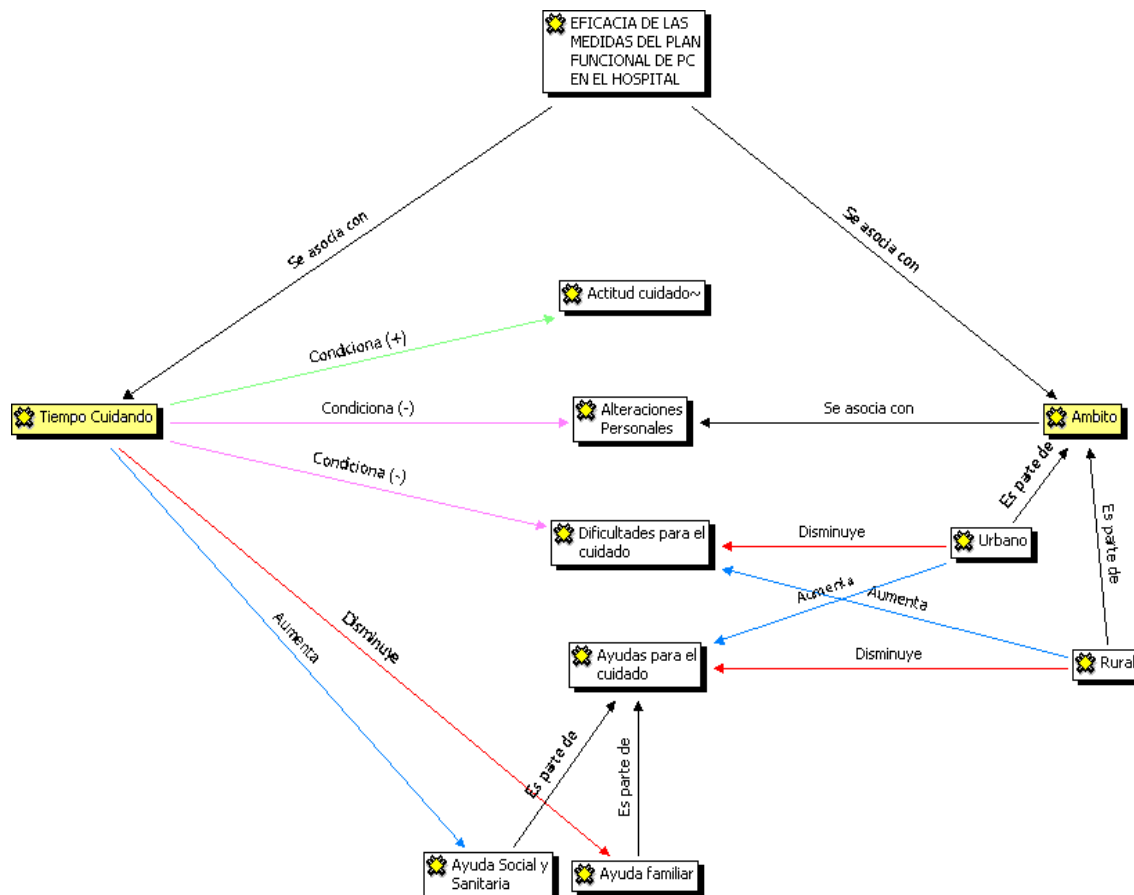 EFICACIA DE LAS
MEDIDAS DEL PLAN
FUNCIONAL DE PC
EN EL HOSPITAL
Se asocia con
Se asocia con
Actitud cuidado~
Condiciona (+)
Tiempo Cuidando
Condiciona (-)
Alteraciones
Personales
Se asocia con
Ambito
Condiciona (-)
Es parte de
Es parte de
Dificultades para el
cuidado
Disminuye
Urbano
Aumenta
Aumenta
Aumenta
Disminuye
Ayudas para el
cuidado
Disminuye
Rural
Es parte de
Es parte de
Ayuda Social y
Sanitaria
Ayuda familiar